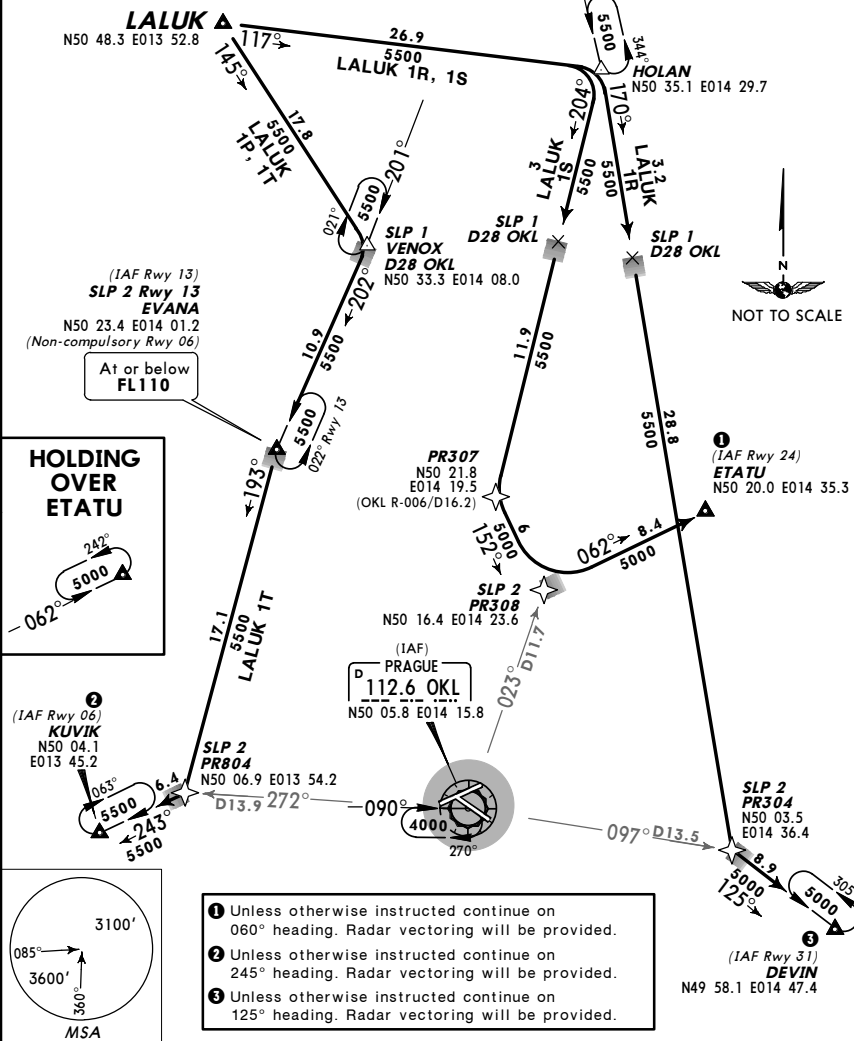 LALUK
N50 48.3 E013 52.8
117°
26.9
5500
LALUK 1R, 1S
5500
344°
HOLAN
N50 35.1 E014 29.7
145°
17.8
5500
LALUK
1P, 1T
204°
170°
3
LALUK
1S
5500
3.2
LALUK
1R
5500
201°
5500
021°
SLP 1
VENOX
D28 OKL
N50 33.3 E014 08.0
SLP 1
D28 OKL
SLP 1
D28 OKL
N
NOT TO SCALE
(IAF Rwy 13)
SLP 2 Rwy 13
EVANA
N50 23.4 E014 01.2
(Non-compulsory Rwy 06)
At or below
FL110
202°
10.9
5500
5500
022° Rwy 13
193°
11.9
5500
28.8
5500
HOLDING
OVER
ETATU
242°
5000
062°
PR307
N50 21.8
E014 19.5
(OKL R-006/D16.2)
1
(IAF Rwy 24)
ETATU
N50 20.0 E014 35.3
6
5000
152°
062°
8.4
5000
SLP 2
PR308
N50 16.4 E014 23.6
17.1
5500
LALUK 1T
(IAF)
PRAGUE
D 112.6 OKL
N50 05.8 E014 15.8
023° D11.7
2
(IAF Rwy 06)
KUVIK
N50 04.1
E013 45.2
SLP 2
PR804
N50 06.9 E013 54.2
063°
5500
6.4
243°
5500
D13.9 272°
090°
4000
270°
097° D13.5
SLP 2
PR304
N50 03.5
E014 36.4
8.9
5000
125°
5000
305°
3
(IAF Rwy 31)
DEVIN
N49 58.1 E014 47.4
3100'
085°
3600'
360°
MSA
1 Unless otherwise instructed continue on
060° heading. Radar vectoring will be provided.
2 Unless otherwise instructed continue on
245° heading. Radar vectoring will be provided.
3 Unless otherwise instructed continue on
125° heading. Radar vectoring will be provided.